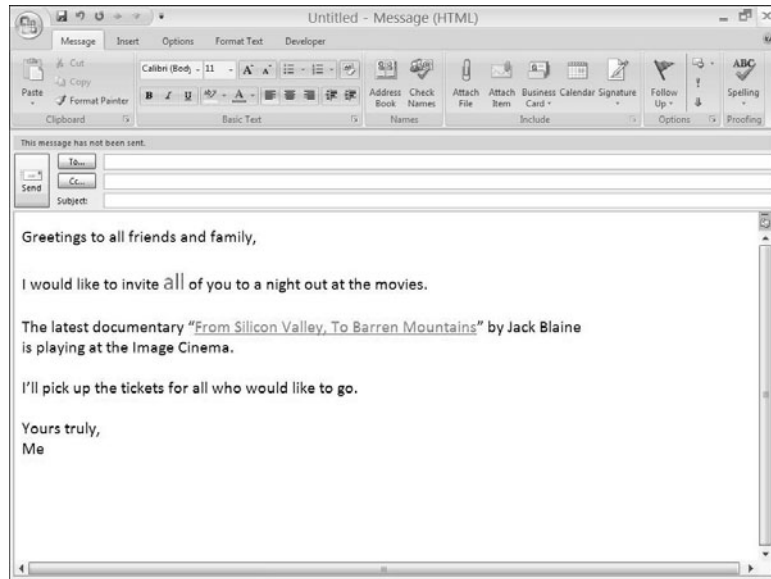 Untitled - Message (HTML)
Message Insert Options Format Text Developer
Cut
Copy
Format Painter
Paste
Calibri (Body 11
B I U
Address Book
Check Names
Attach File
Attach Item
Business Card
Calendar
Signature
Follow Up
ABC
Spelling
Clipboard Basic Text Names Include Options Proofing
This message has not been sent.
To...
Cc...
Send
Subject:
Greetings to all friends and family,
I would like to invite all of you to a night out at the movies.
The latest documentary “From Silicon Valley, To Barren Mountains” by Jack Blaine
is playing at the Image Cinema.
I’ll pick up the tickets for all who would like to go.
Yours truly,
Me